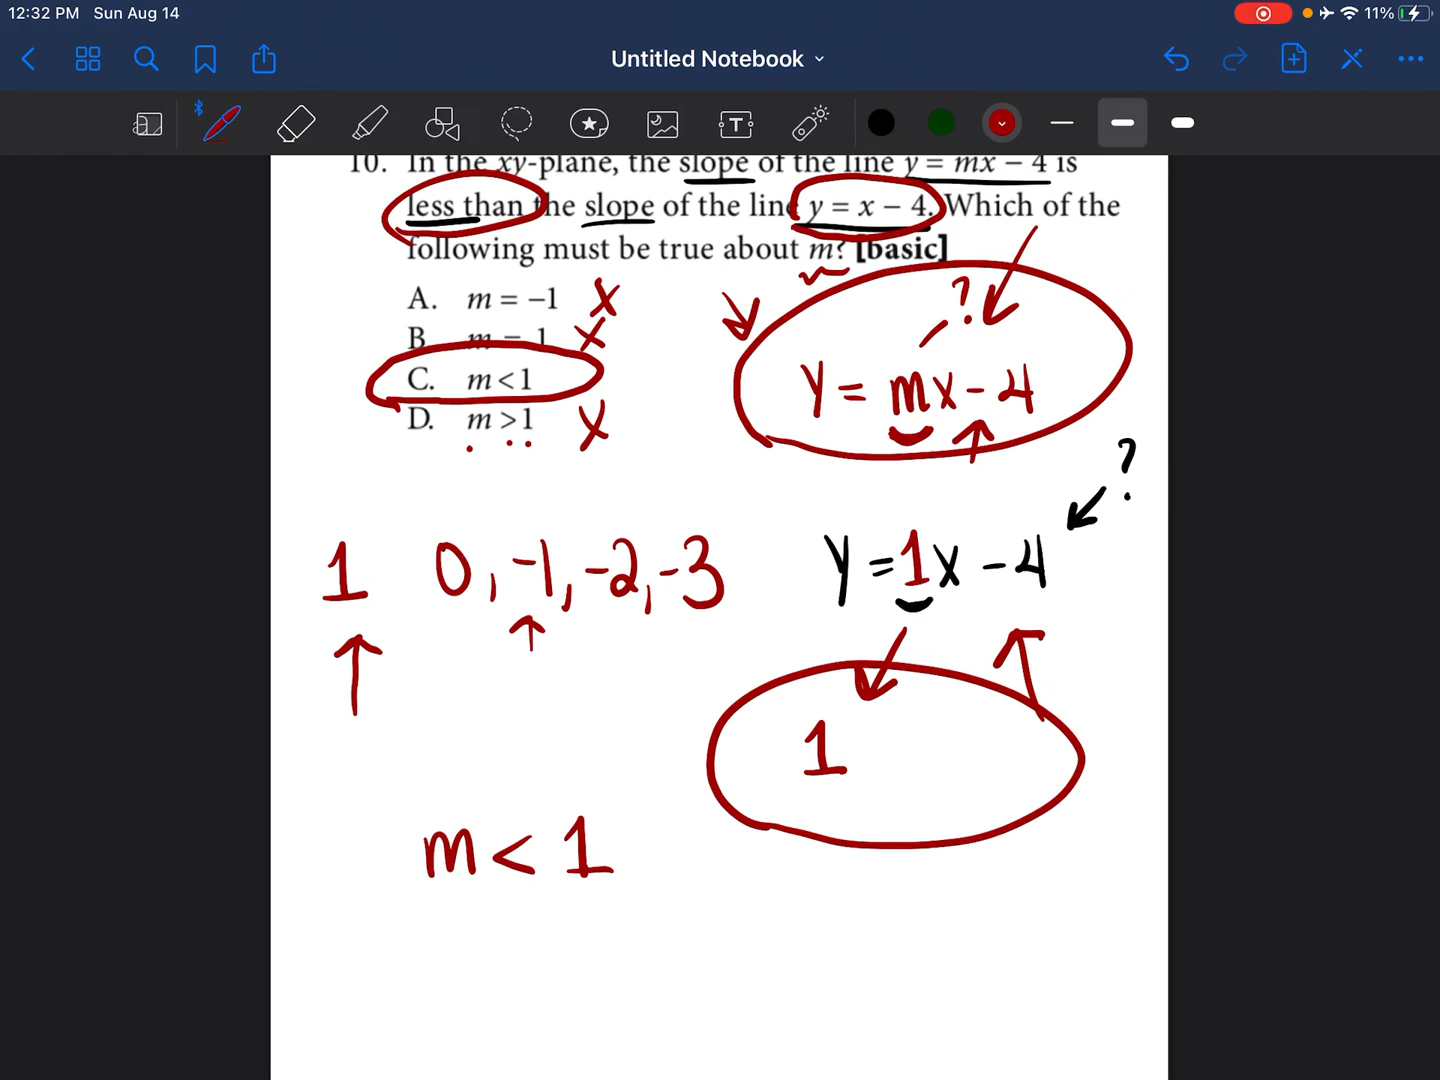 12:32 PM Sun Aug 14
11%
Untitled Notebook
T
10. In the xy-plane, the slope of the line y = mx − 4 is
less than the slope of the line y = x − 4. Which of the
following must be true about m? [basic]
A. m = −1 X
B. m = 1 X
C. m < 1
D. m > 1 X
?
y = mx − 4
?
1 0, -1, -2, -3
y = 1x − 4
1
m < 1